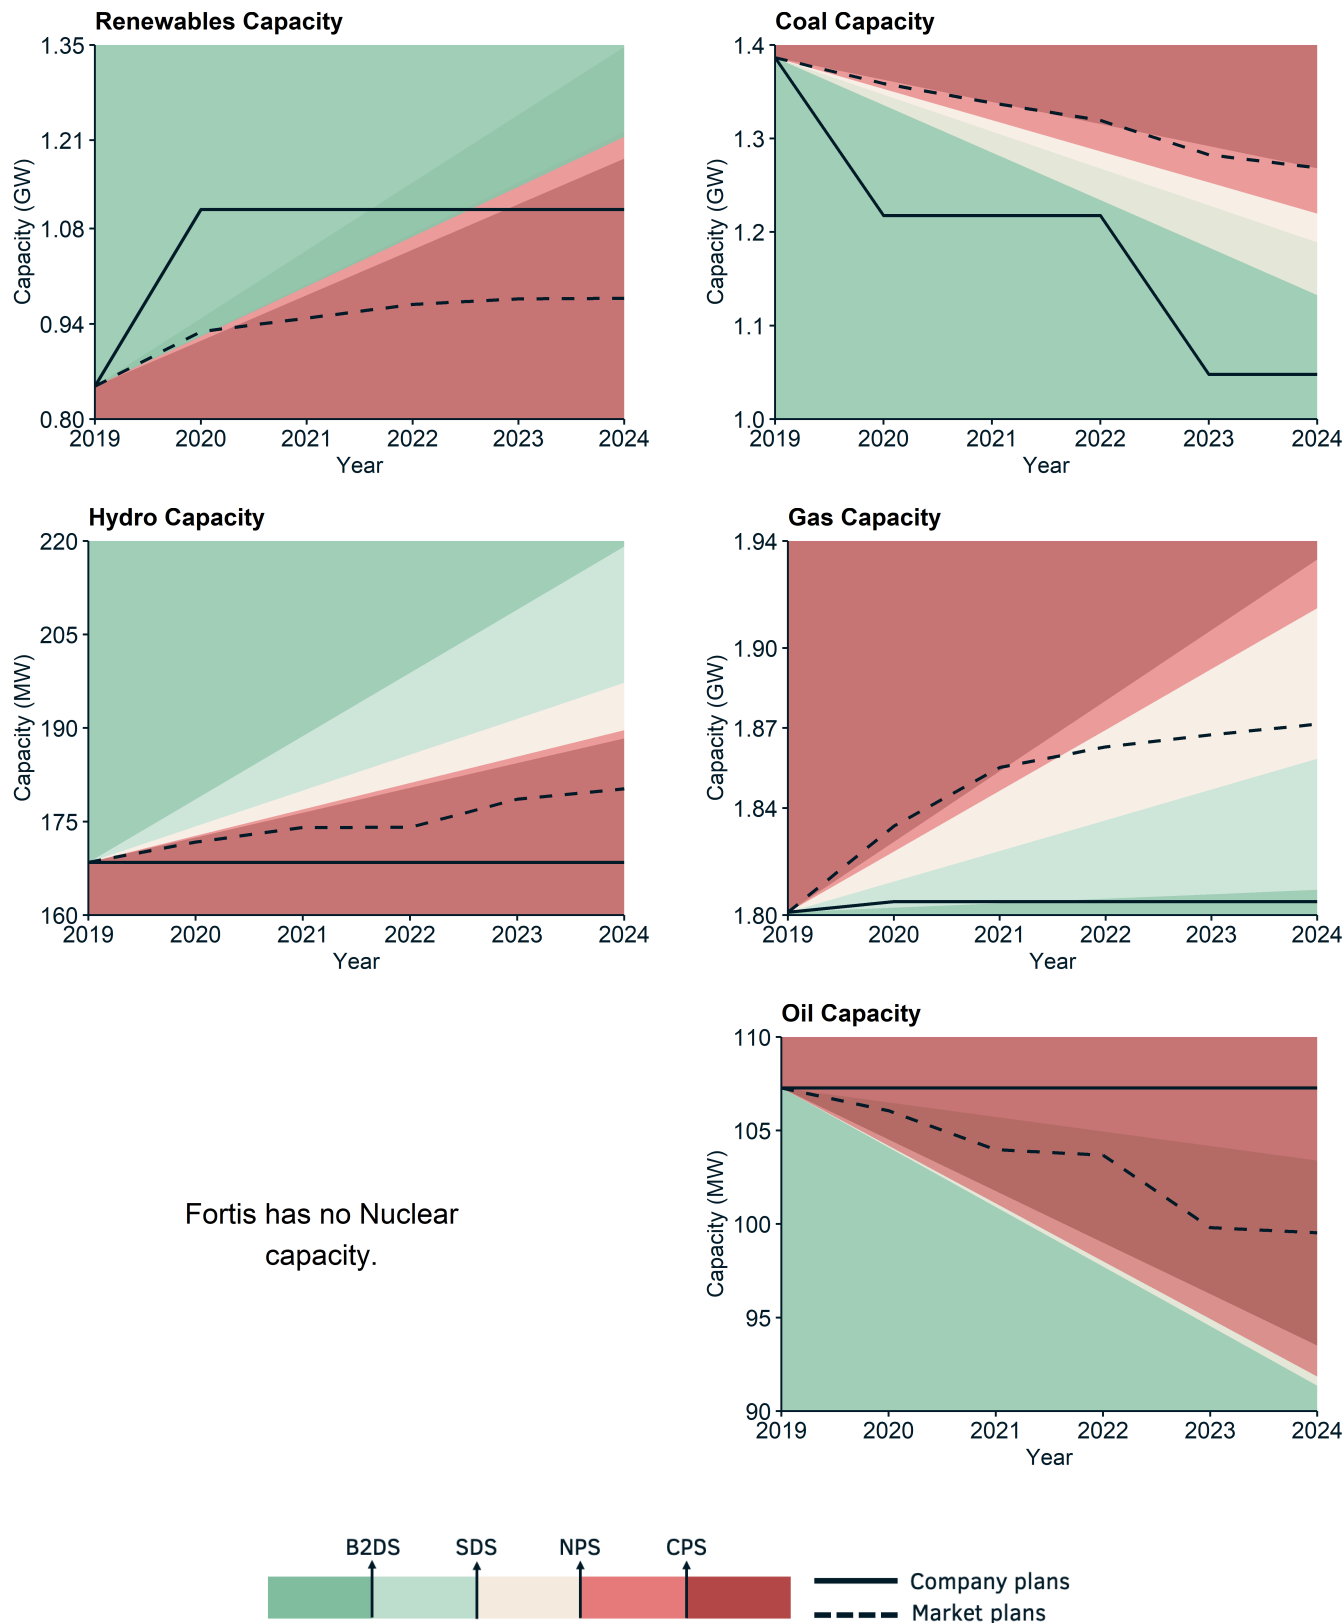 Renewables Capacity
Capacity (GW)
1.35
1.21
1.08
0.94
0.80
2019 2020 2021 2022 2023 2024
Year
Coal Capacity
Capacity (GW)
1.4
1.3
1.2
1.1
1.0
2019 2020 2021 2022 2023 2024
Year
Hydro Capacity
Capacity (MW)
220
205
190
175
160
2019 2020 2021 2022 2023 2024
Year
Gas Capacity
Capacity (GW)
1.94
1.90
1.87
1.84
1.80
2019 2020 2021 2022 2023 2024
Year
Fortis has no Nuclear
capacity.
Oil Capacity
Capacity (MW)
110
105
100
95
90
2019 2020 2021 2022 2023 2024
Year
B2DS SDS NPS CPS
Company plans
Market plans